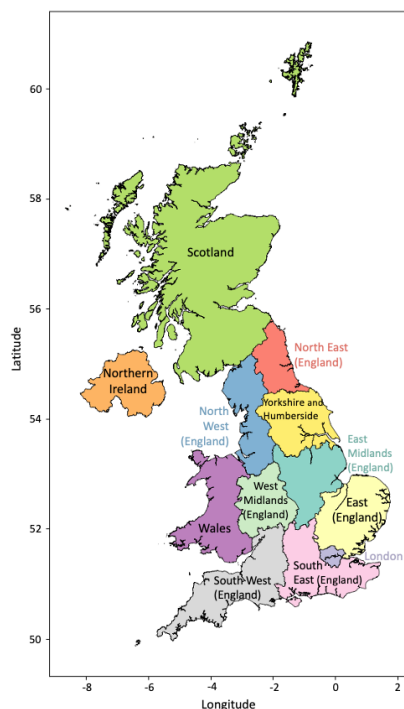 60
58
Scotland
56
Latitude
North East
(England)
Northern
Ireland
54
North
West
(England)
Yorkshire and
Humberside
East
Midlands
(England)
West
Midlands
(England)
East
(England)
52
Wales
London
South West
(England)
South
East (England)
50
-8
-6
-4
-2
0
2
Longitude